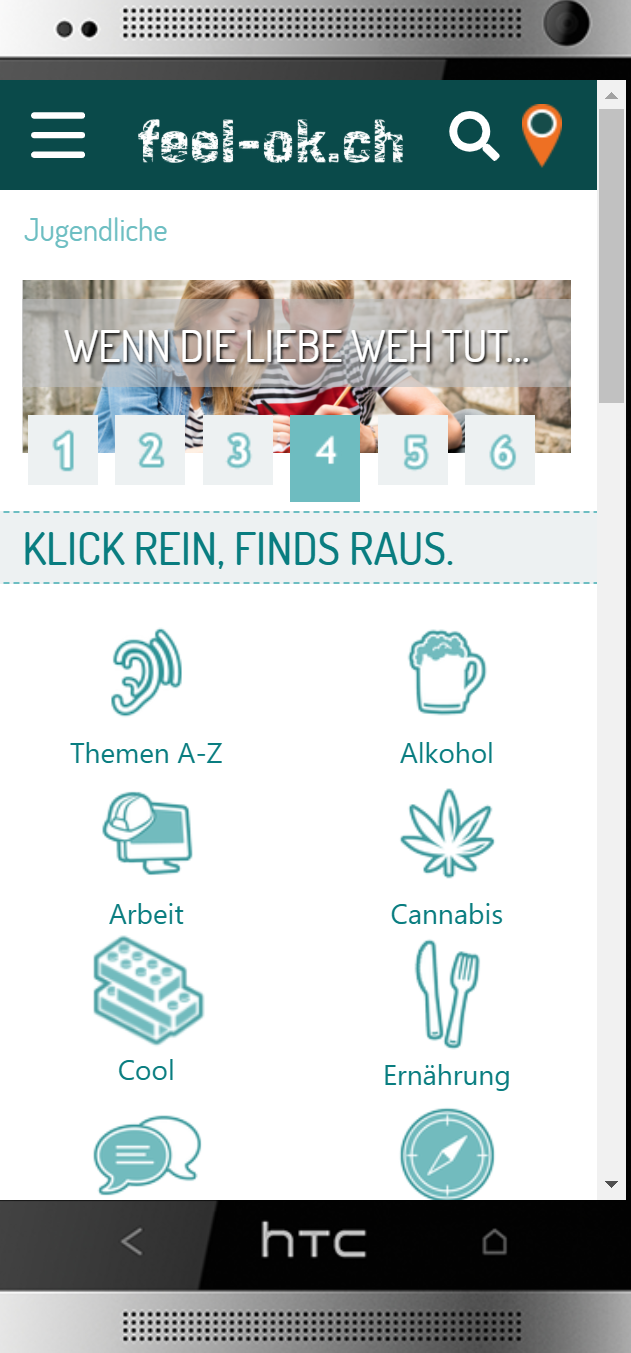 feel-ok.ch
Jugendliche
WENN DIE LIEBE WEH TUT...
1 2 3 4 5 6
KLICK REIN, FINDS RAUS.
Themen A-Z Alkohol
Arbeit Cannabis
Cool Ernährung
hTC